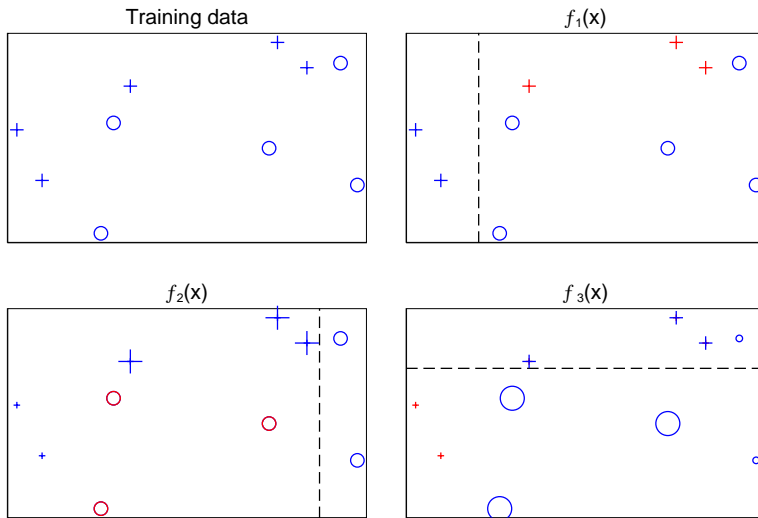 Training data
f₁(x)
f₂(x)
f₃(x)